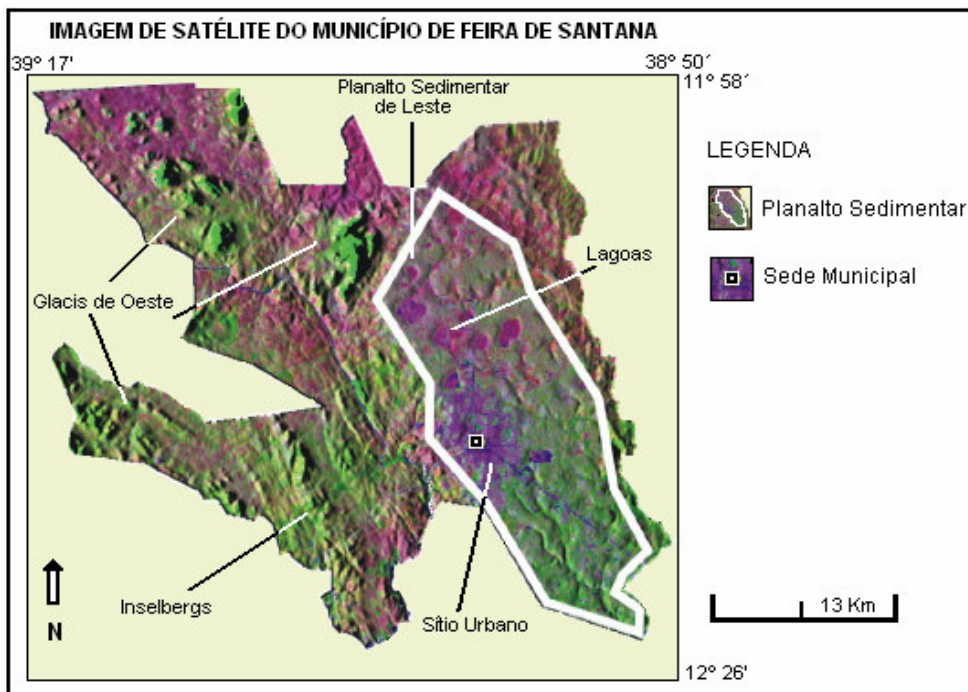 IMAGEM DE SATÉLITE DO MUNICÍPIO DE FEIRA DE SANTANA
39° 17'
38° 50'
11° 58'
Planalto Sedimentar
de Leste
LEGENDA
Planalto Sedimentar
Lagoas
Sede Municipal
Glacis de Oeste
Inselbergs
Sítio Urbano
N
13 Km
12° 26'